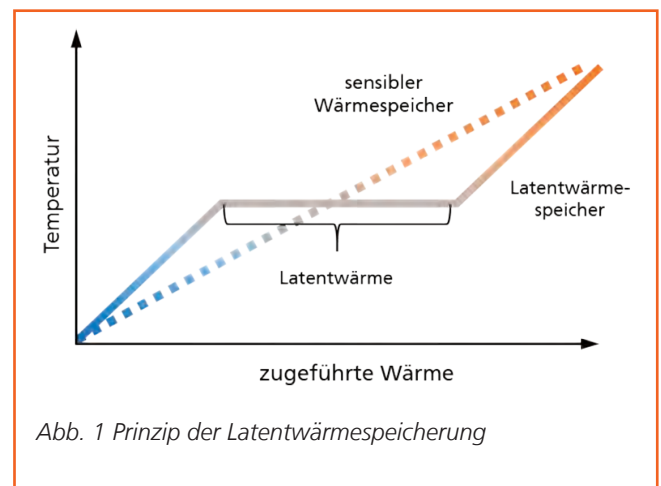 sensibler
Wärmespeicher
Temperatur
Latentwärme-
speicher
Latentwärme
zugeführte Wärme
Abb. 1 Prinzip der Latentwärmespeicherung